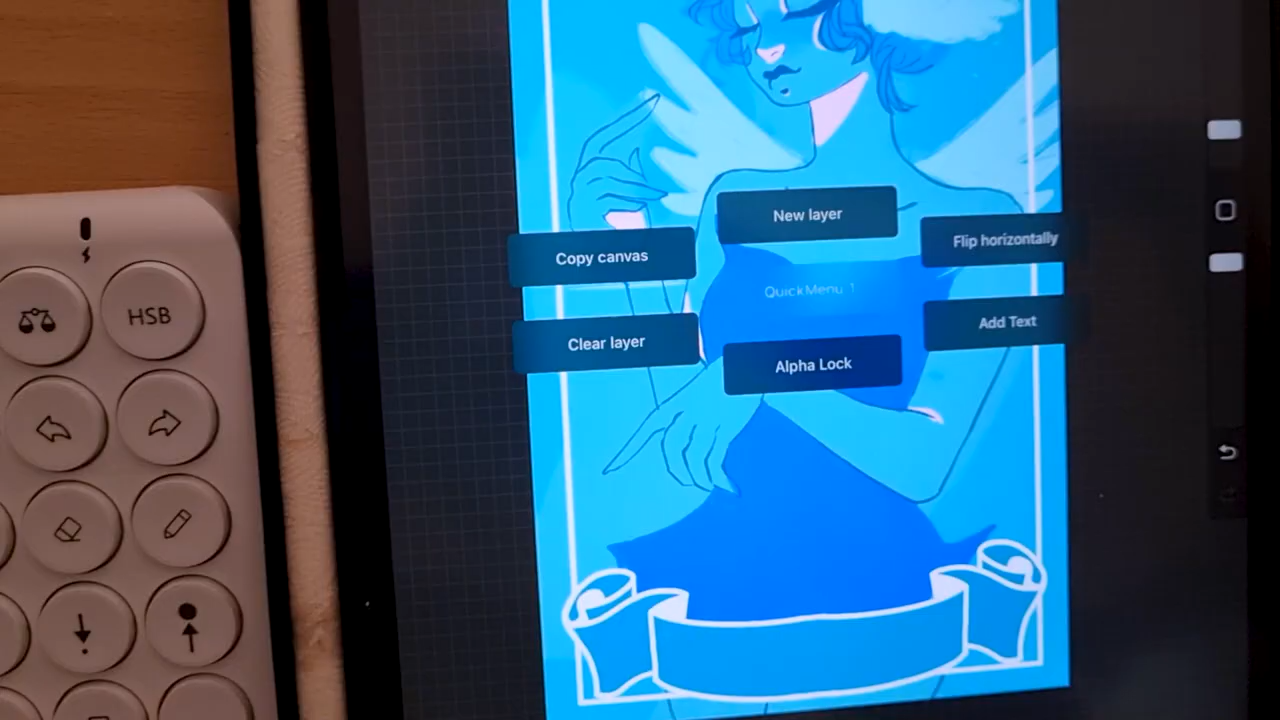 New layer
Copy canvas
Flip horizontally
QuickMenu 1
Clear layer
Add Text
Alpha Lock
HSB